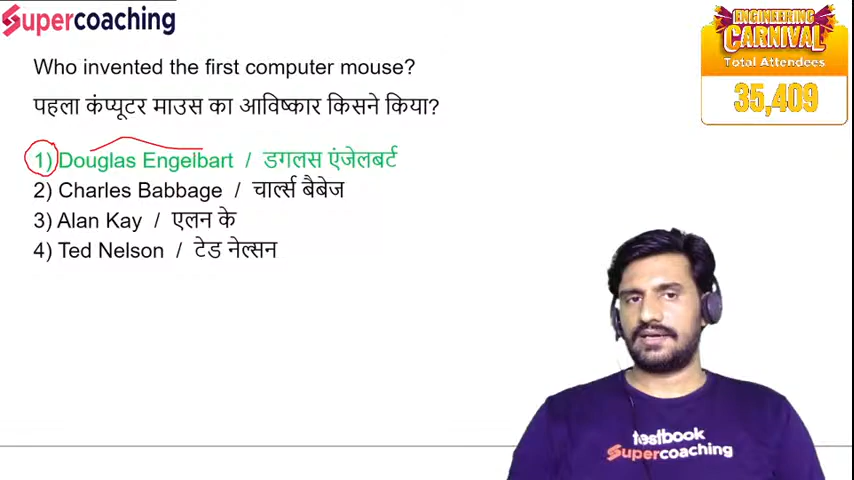 Supercoaching
ENGINEERING
CARNIVAL
Total Attendees
35,409
Who invented the first computer mouse?
पहला कंप्यूटर माउस का आविष्कार किसने किया?
1) Douglas Engelbart / डगलस एंजेलबर्ट
2) Charles Babbage / चार्ल्स बैबेज
3) Alan Kay / एलन के
4) Ted Nelson / टेड नेल्सन
testbook
Supercoaching